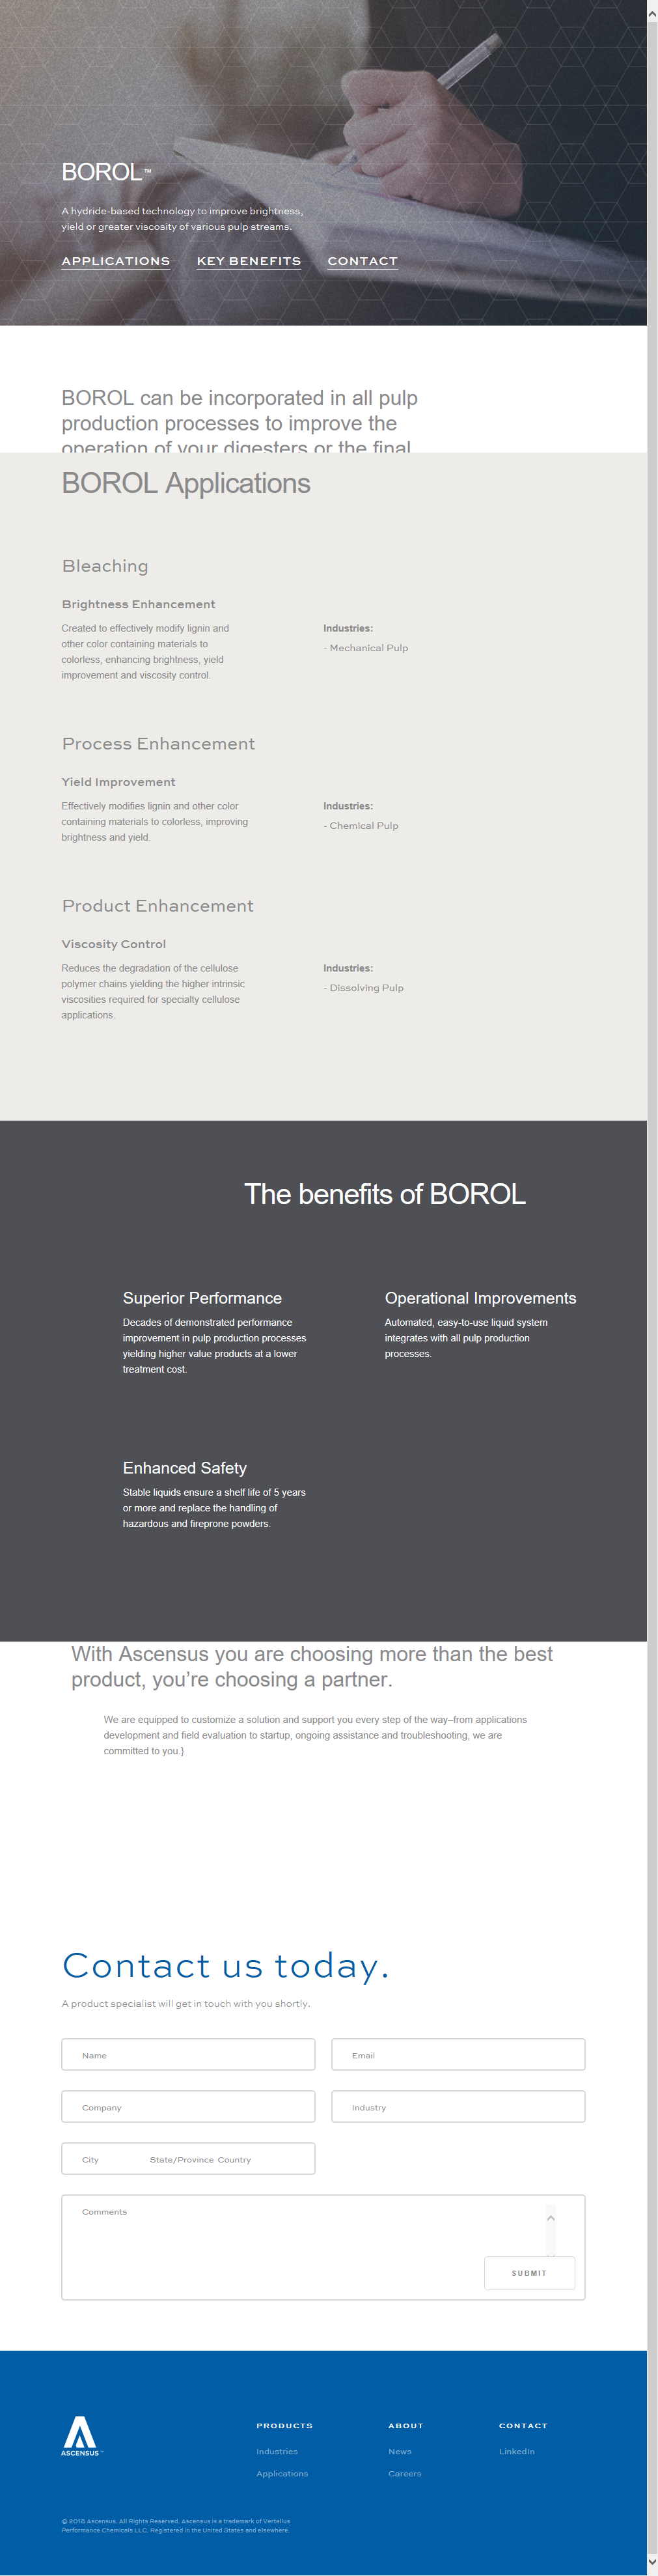 BOROL™
A hydride-based technology to improve brightness,
yield or greater viscosity of various pulp streams.
APPLICATIONS KEY BENEFITS CONTACT
BOROL can be incorporated in all pulp
production processes to improve the
operation of your digesters or the final
BOROL Applications
Bleaching
Brightness Enhancement
Created to effectively modify lignin and
other color containing materials to
colorless, enhancing brightness, yield
improvement and viscosity control.
Industries:
- Mechanical Pulp
Process Enhancement
Yield Improvement
Effectively modifies lignin and other color
containing materials to colorless, improving
brightness and yield.
Industries:
- Chemical Pulp
Product Enhancement
Viscosity Control
Reduces the degradation of the cellulose
polymer chains yielding the higher intrinsic
viscosities required for specialty cellulose
applications.
Industries:
- Dissolving Pulp
The benefits of BOROL
Superior Performance
Decades of demonstrated performance
improvement in pulp production processes
yielding higher value products at a lower
treatment cost.
Operational Improvements
Automated, easy-to-use liquid system
integrates with all pulp production
processes.
Enhanced Safety
Stable liquids ensure a shelf life of 5 years
or more and replace the handling of
hazardous and fireprone powders.
With Ascensus you are choosing more than the best
product, you’re choosing a partner.
We are equipped to customize a solution and support you every step of the way–from applications
development and field evaluation to startup, ongoing assistance and troubleshooting, we are
committed to you.}
Contact us today.
A product specialist will get in touch with you shortly.
Name Email
Company Industry
City State/Province Country
Comments
SUBMIT
ASCENSUS™
PRODUCTS
Industries
Applications
ABOUT
News
Careers
CONTACT
LinkedIn
© 2018 Ascensus. All Rights Reserved. Ascensus is a trademark of Vertellus
Performance Chemicals LLC. Registered in the United States and elsewhere.